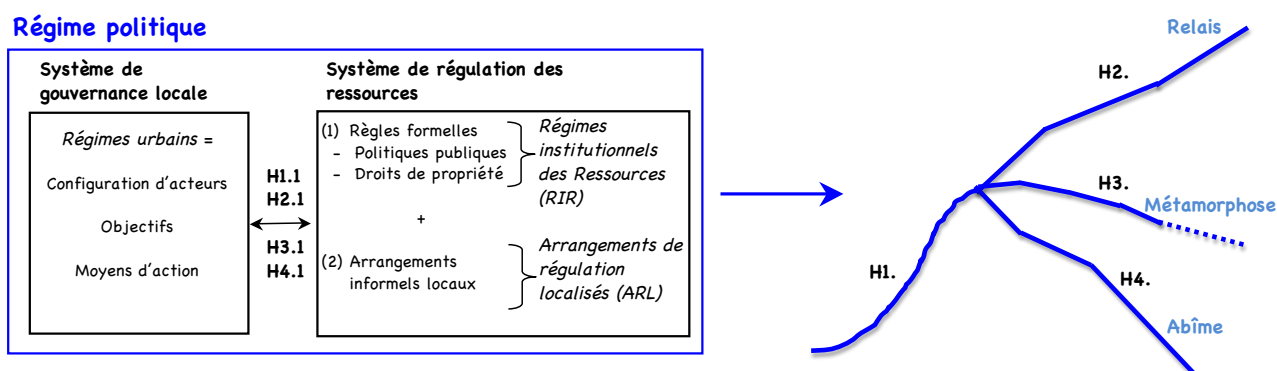 Régime politique
Système de
gouvernance locale
Régimes urbains =
Configuration d'acteurs
Objectifs
Moyens d'action
H1.1
H2.1
H3.1
H4.1
Système de régulation des
ressources
(1) Règles formelles
- Politiques publiques
- Droits de propriété
Régimes
institutionnels
des Ressources
(RIR)
+
(2) Arrangements
informels locaux
Arrangements de
régulation
localisés (ARL)
Relais
H2.
H3.
Métamorphose
H1.
H4.
Abîme